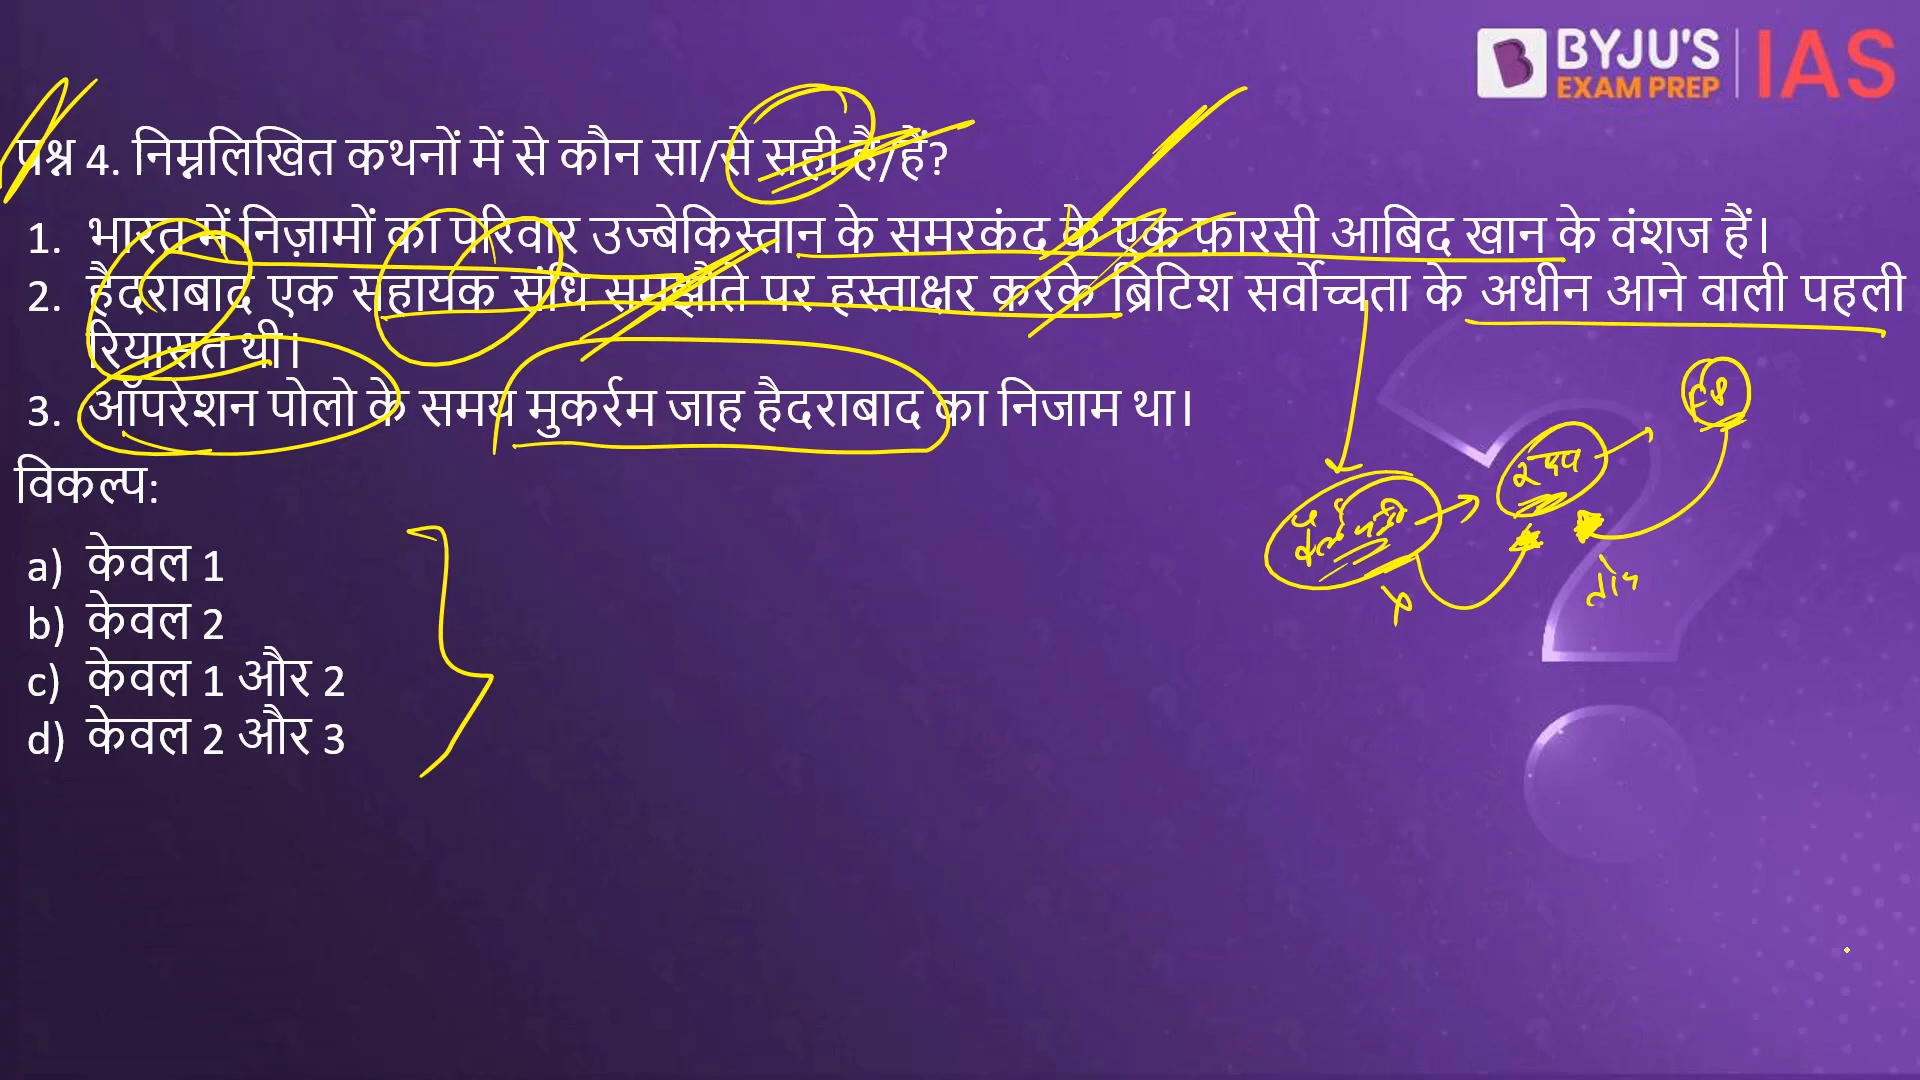 BYJU'S
EXAM PREP
IAS
प्रश्न 4. निम्नलिखित कथनों में से कौन सा/से सही है/हैं?
1. भारत में निज़ामों का परिवार उज्बेकिस्तान के समरकंद के एक फ़ारसी आबिद खान के वंशज हैं।
2. हैदराबाद एक सहायक संधि समझौते पर हस्ताक्षर करके ब्रिटिश सर्वोच्चता के अधीन आने वाली पहली
रियासत थी।
3. ऑपरेशन पोलो के समय मुकर्रम जाह हैदराबाद का निजाम था।
विकल्प:
a) केवल 1
b) केवल 2
c) केवल 1 और 2
d) केवल 2 और 3